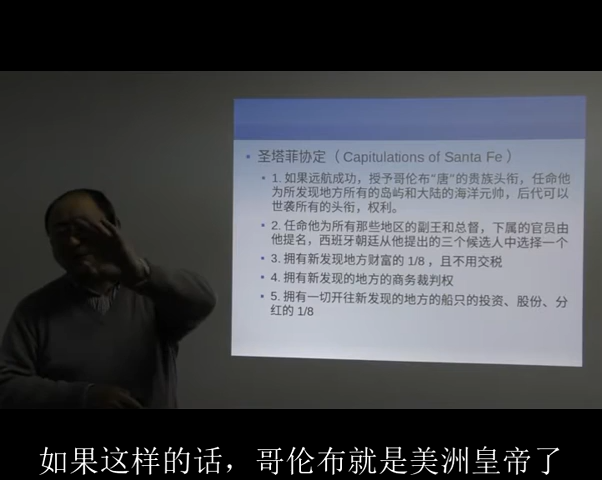 圣塔菲协定（Capitulations of Santa Fe）
1. 如果远航成功，授予哥伦布“唐”的贵族头衔，任命他
为所发现地方所有的岛屿和大陆的海洋元帅，后代可以
世袭所有的头衔，权利。
2. 任命他为所有那些地区的副王和总督，下属的官员由
他提名，西班牙朝廷从他提出的三个候选人中选择一个
3. 拥有新发现地方财富的 1/8 ，且不用交税
4. 拥有新发现的地方的商务裁判权
5. 拥有一切开往新发现的地方的船只的投资、股份、分
红的 1/8
如果这样的话，哥伦布就是美洲皇帝了